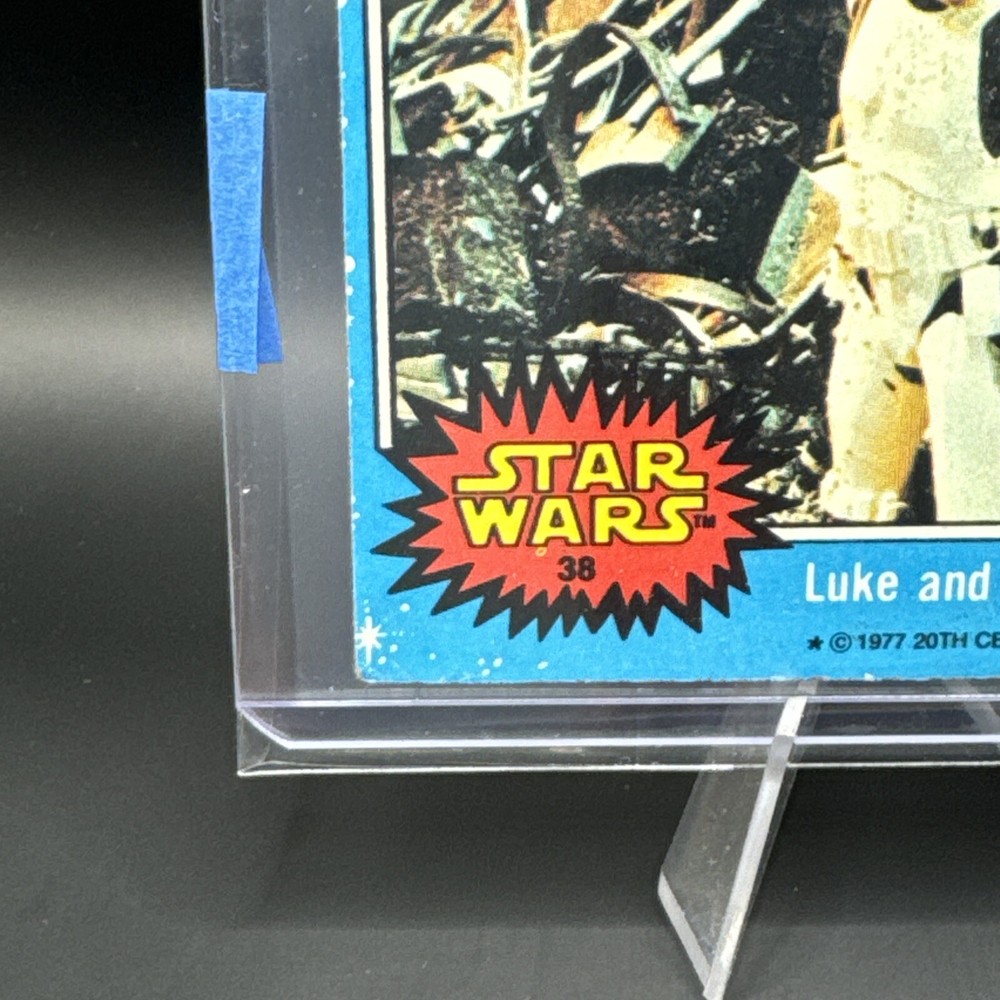 STAR
WARS™
38
Luke and
★ © 1977 20TH CE